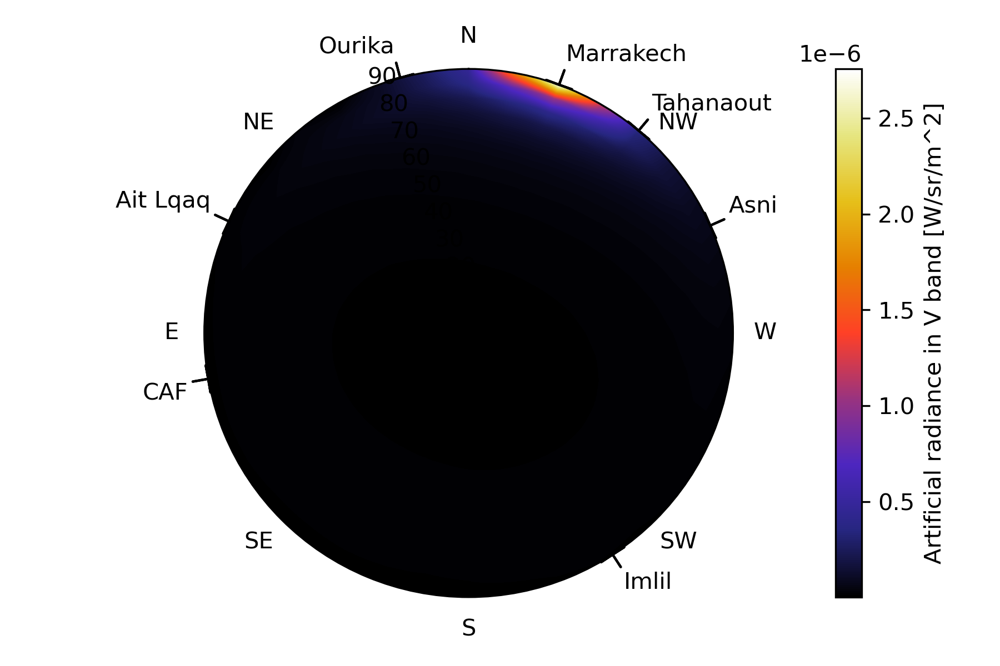 N
Ourika
Marrakech
1e−6
90
80
Tahanaout
NE
NW
70
2.5
60
50
Ait Lqaq
Asni
2.0
30
1.5
E
W
CAF
1.0
0.5
SE
SW
Imlil
S
Artificial radiance in V band [W/sr/m^2]